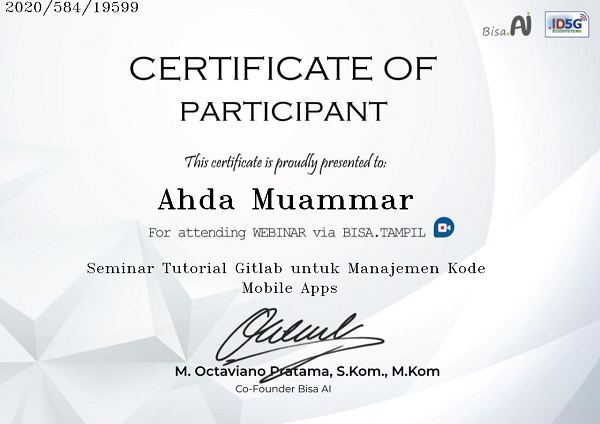 2020/584/19599
Bisa.AI
.ID5G
ECOSYSTEM
CERTIFICATE OF
PARTICIPANT
This certificate is proudly presented to:
Ahda Muammar
For attending WEBINAR via BISA.TAMPIL
Seminar Tutorial Gitlab untuk Manajemen Kode
Mobile Apps
M. Octaviano Pratama, S.Kom., M.Kom
Co-Founder Bisa AI